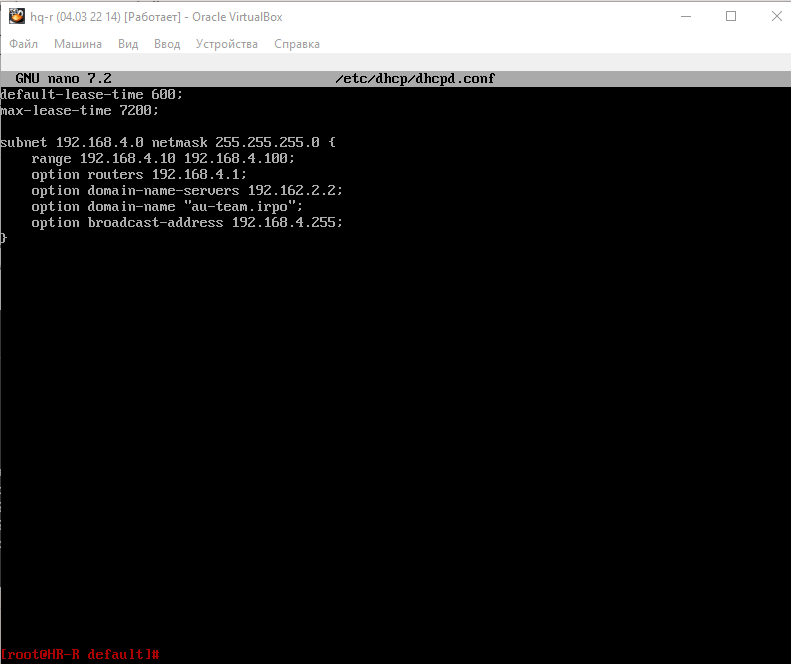 hq-r (04.03 22 14) [Работает] - Oracle VirtualBox
Файл Машина Вид Ввод Устройства Справка
GNU nano 7.2 /etc/dhcp/dhcpd.conf
default-lease-time 600;
max-lease-time 7200;
subnet 192.168.4.0 netmask 255.255.255.0 {
    range 192.168.4.10 192.168.4.100;
    option routers 192.168.4.1;
    option domain-name-servers 192.162.2.2;
    option domain-name "au-team.irpo";
    option broadcast-address 192.168.4.255;
}
[root@HR-R default]#